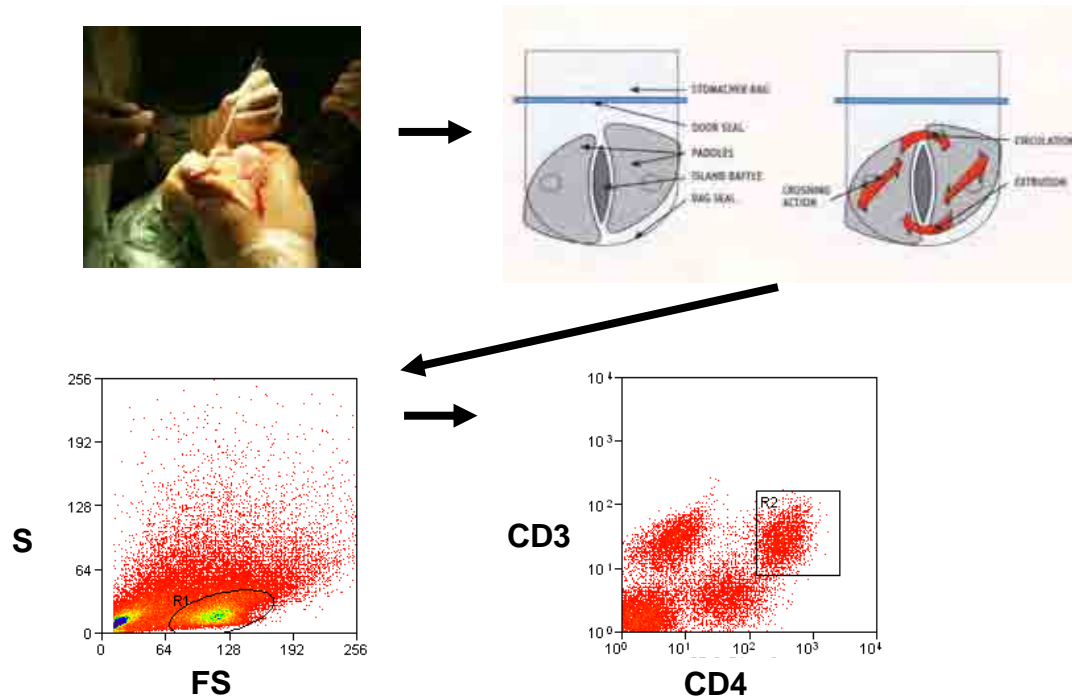 STOMACHER BAG
DOOR SEAL
PADDLES
ISLAND BAFFLE
BAG SEAL
CIRCULATION
CRUSHING
ACTION
EXTRUSION
256
192
128
64
0
S
R1
0 64 128 192 256
FS
10⁴
10³
10²
10¹
10⁰
CD3
R2
10⁰ 10¹ 10² 10³ 10⁴
CD4